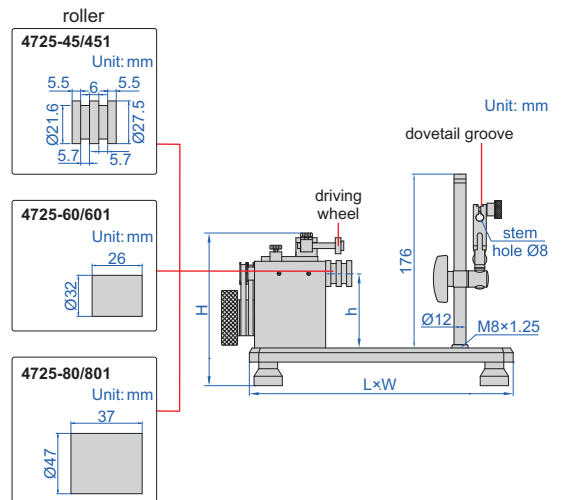 roller
4725-45/451
Unit: mm
5.5 6 5.5
Ø21.6
Ø27.5
5.7
5.7
4725-60/601
Unit: mm
26
Ø32
4725-80/801
Unit: mm
37
Ø47
Unit: mm
dovetail groove
driving
wheel
stem
hole Ø8
176
H
h
Ø12
M8×1.25
L×W